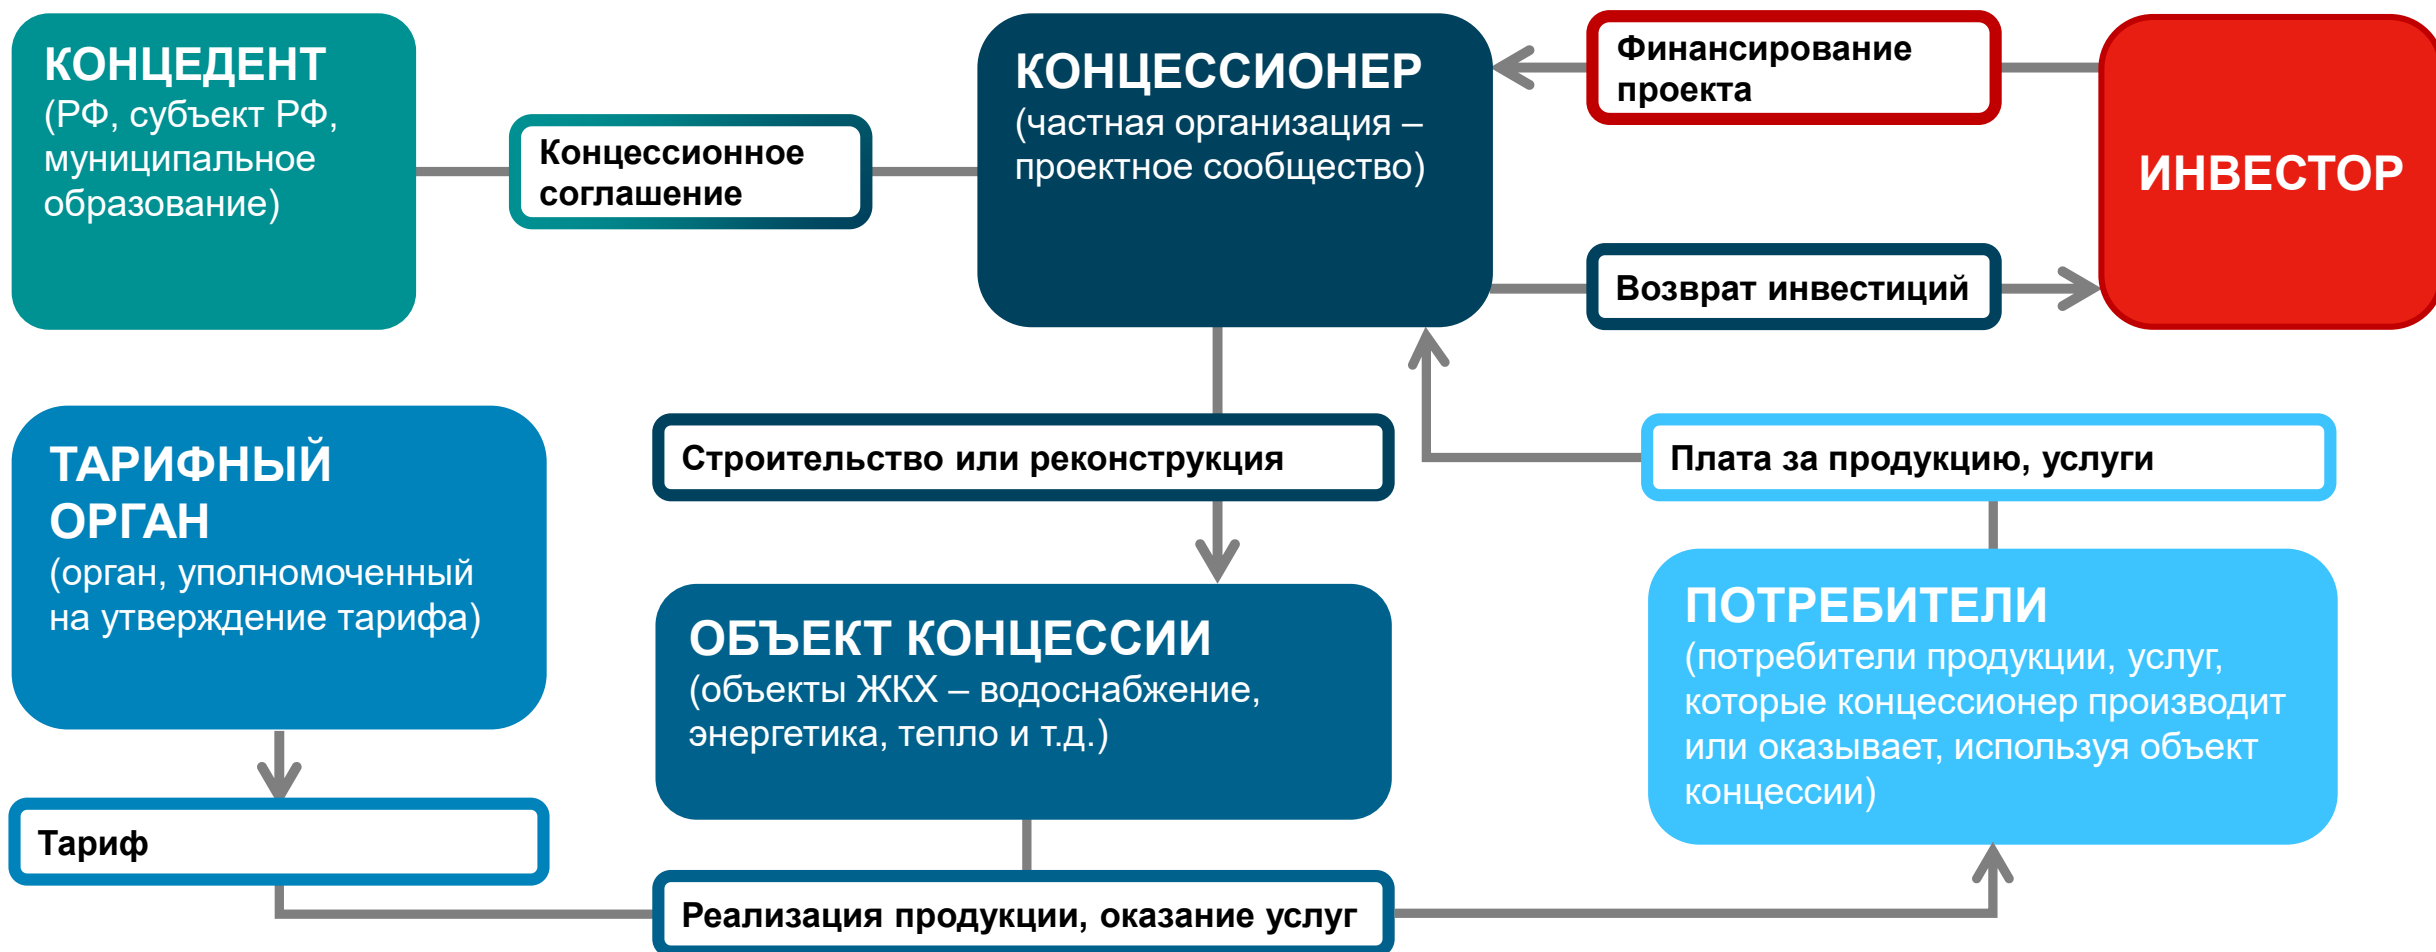 КОНЦЕДЕНТ
(РФ, субъект РФ,
муниципальное
образование)
Концессионное
соглашение
КОНЦЕССИОНЕР
(частная организация –
проектное сообщество)
Финансирование
проекта
Возврат инвестиций
ИНВЕСТОР
ТАРИФНЫЙ
ОРГАН
(орган, уполномоченный
на утверждение тарифа)
Строительство или реконструкция
Плата за продукцию, услуги
ОБЪЕКТ КОНЦЕССИИ
(объекты ЖКХ – водоснабжение,
энергетика, тепло и т.д.)
ПОТРЕБИТЕЛИ
(потребители продукции, услуг,
которые концессионер производит
или оказывает, используя объект
концессии)
Тариф
Реализация продукции, оказание услуг